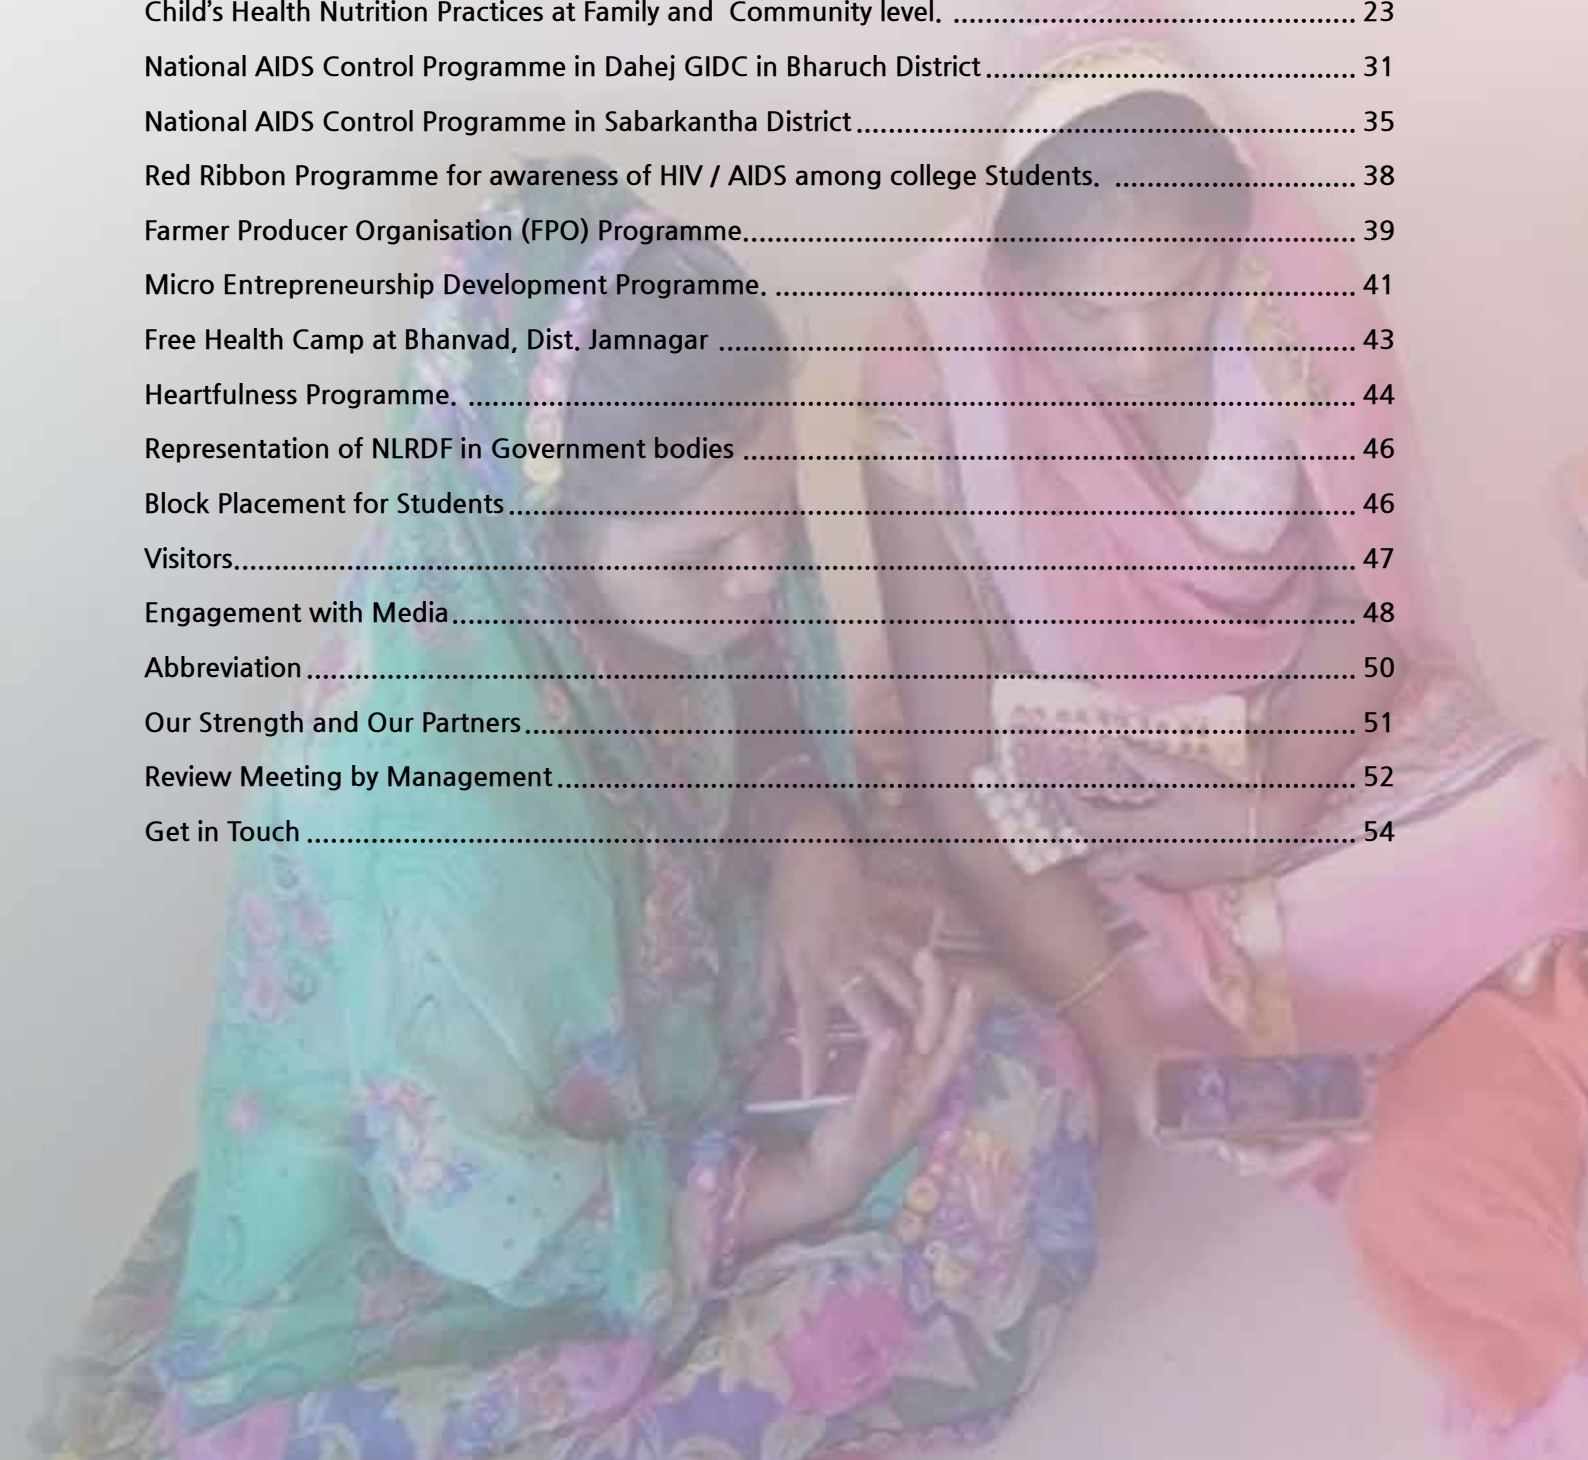 Child’s Health Nutrition Practices at Family and  Community level. ........................................................ 23
National AIDS Control Programme in Dahej GIDC in Bharuch District.................................................... 31
National AIDS Control Programme in Sabarkantha District...................................................................... 35
Red Ribbon Programme for awareness of HIV / AIDS among college Students. .................................. 38
Farmer Producer Organisation (FPO) Programme...................................................................................... 39
Micro Entrepreneurship Development Programme. ................................................................................. 41
Free Health Camp at Bhanvad, Dist. Jamnagar ......................................................................................... 43
Heartfulness Programme. ............................................................................................................................ 44
Representation of NLRDF in Government bodies ...................................................................................... 46
Block Placement for Students....................................................................................................................... 46
Visitors............................................................................................................................................................. 47
Engagement with Media............................................................................................................................... 48
Abbreviation ................................................................................................................................................... 50
Our Strength and Our Partners..................................................................................................................... 51
Review Meeting by Management................................................................................................................ 52
Get in Touch ................................................................................................................................................... 54